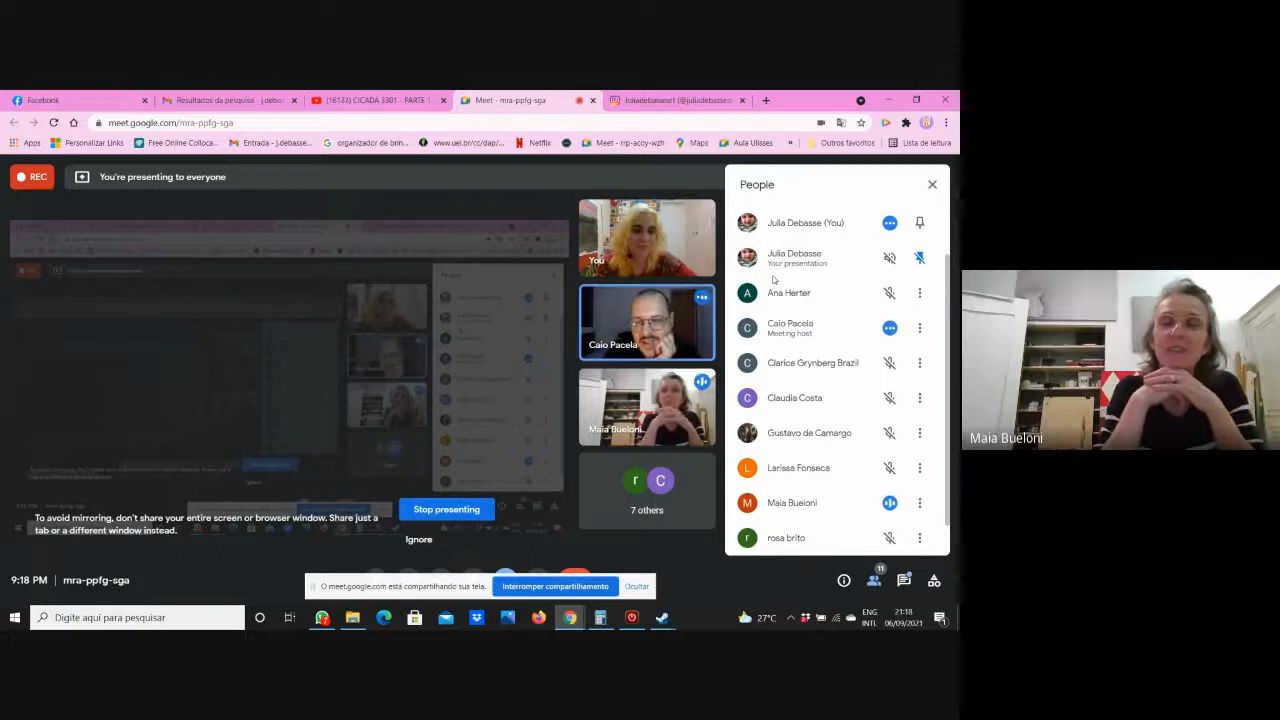 Facebook
Resultados da pesquisa - j.deba
(16133) CICADA 3301 - PARTE 1
Meet - mra-ppfg-sga
Juliadebasseart (@juliadebasseart
meet.google.com/mra-ppfg-sga
Apps
Personalizar Links
Free Online Colloca...
Entrada - j.debasse...
organizador de brin...
www.uel.br/cc/dap/...
Netflix
Meet - rrp-accy-wzh
Maps
Aula Ulisses
»
Outros favoritos
Lista de leitura
REC
You're presenting to everyone
People
Julia Debasse (You)
Julia Debasse
Your presentation
Ana Herter
Caio Pacela
Meeting host
Clarice Grynberg Brazil
Claudia Costa
Gustavo de Camargo
Larissa Fonseca
Maia Bueloni
rosa brito
A
C
C
C
L
M
r
You
Caio Pacela
Maia Bueloni
r
C
7 others
To avoid mirroring, don't share your entire screen or browser window. Share just a
tab or a different window instead.
Stop presenting
Ignore
9:18 PM | mra-ppfg-sga
O meet.google.com está compartilhando sua tela.
Interromper compartilhamento
Ocultar
11
Digite aqui para pesquisar
27°C
ENG
INTL
21:18
06/09/2021
1
Maia Bueloni